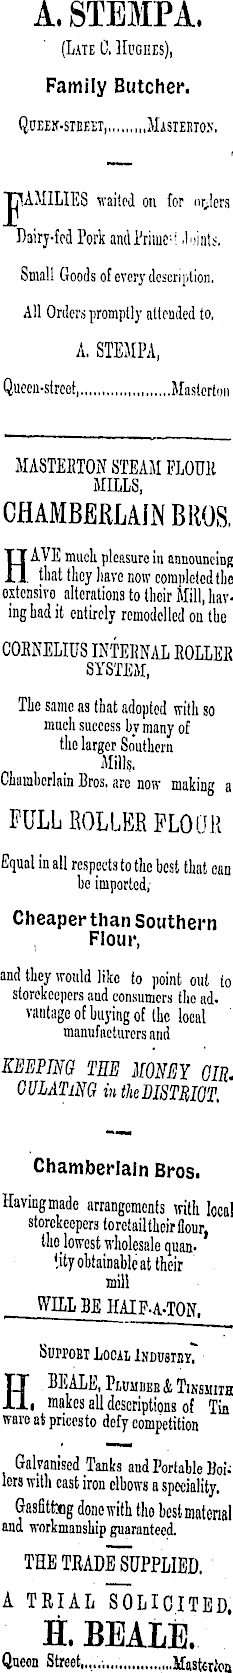 A. STEMPA.
(LATE C. HUGHES),
Family Butcher.
QUEEN-STREET,.........MASTERTON.
FAMILIES waited on for orders
Dairy-fed Pork and Primest Joints.
Small Goods of every description.
All Orders promptly attended to.
A. STEMPA,
Queen-street,......................Masterton
MASTERTON STEAM FLOUR
MILLS,
CHAMBERLAIN BROS.
HAVE much pleasure in announcing
that they have now completed the
extensive alterations to their Mill, hav-
ing had it entirely remodelled on the
CORNELIUS INTERNAL ROLLER
SYSTEM,
The same as that adopted with so
much success by many of
the larger Southern
Mills.
Chamberlain Bros. are now making a
FULL ROLLER FLOUR
Equal in all respects to the best that can
be imported,
Cheaper than Southern
Flour,
and they would like to point out to
storekeepers and consumers the ad-
vantage of buying of the local
manufacturers and
KEEPING THE MONEY CIR-
CULATING in the DISTRICT.
Chamberlain Bros.
Having made arrangements with local
storekeepers to retail their flour,
the lowest wholesale quan-
tity obtainable at their
mill
WILL BE HALF-A-TON.
SUPPORT LOCAL INDUSTRY.
H. BEALE, PLUMBER & TINSMITH
makes all descriptions of Tin
ware at prices to defy competition
Galvanised Tanks and Portable Boi-
lers with cast iron elbows a speciality.
Gasfitting done with the best material
and workmanship guaranteed.
THE TRADE SUPPLIED.
A TRIAL SOLICITED.
H. BEALE.
Queen Street,......................Masterton